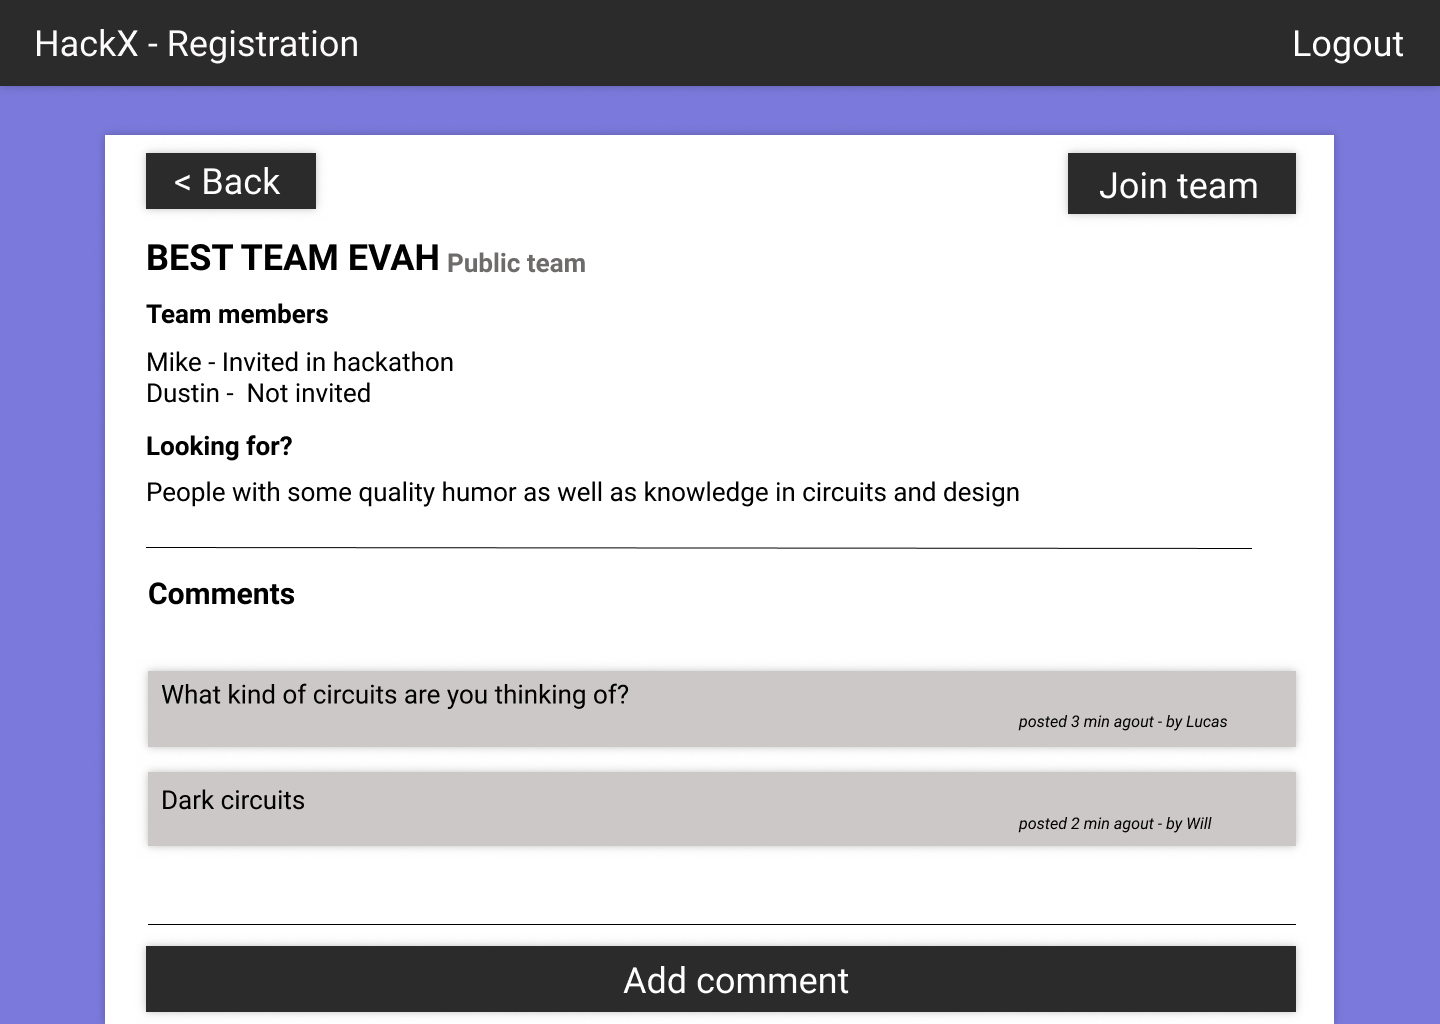 HackX - Registration
Logout
< Back
Join team
BEST TEAM EVAH Public team
Team members
Mike - Invited in hackathon
Dustin - Not invited
Looking for?
People with some quality humor as well as knowledge in circuits and design
Comments
What kind of circuits are you thinking of?
posted 3 min agout - by Lucas
Dark circuits
posted 2 min agout - by Will
Add comment